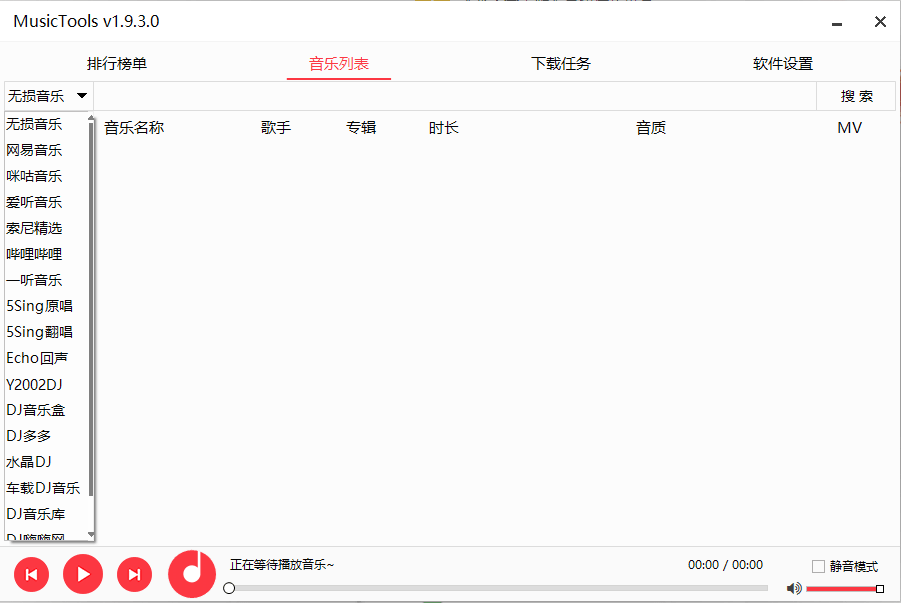 MusicTools v1.9.3.0
排行榜单 音乐列表 下载任务 软件设置
无损音乐 搜 索
音乐名称 歌手 专辑 时长 音质 MV
无损音乐
网易音乐
咪咕音乐
爱听音乐
索尼精选
哔哩哔哩
一听音乐
5Sing原唱
5Sing翻唱
Echo回声
Y2002DJ
DJ音乐盒
DJ多多
水晶DJ
车载DJ音乐
DJ音乐库
DJ嗨嗨网
正在等待播放音乐~ 00:00 / 00:00 静音模式